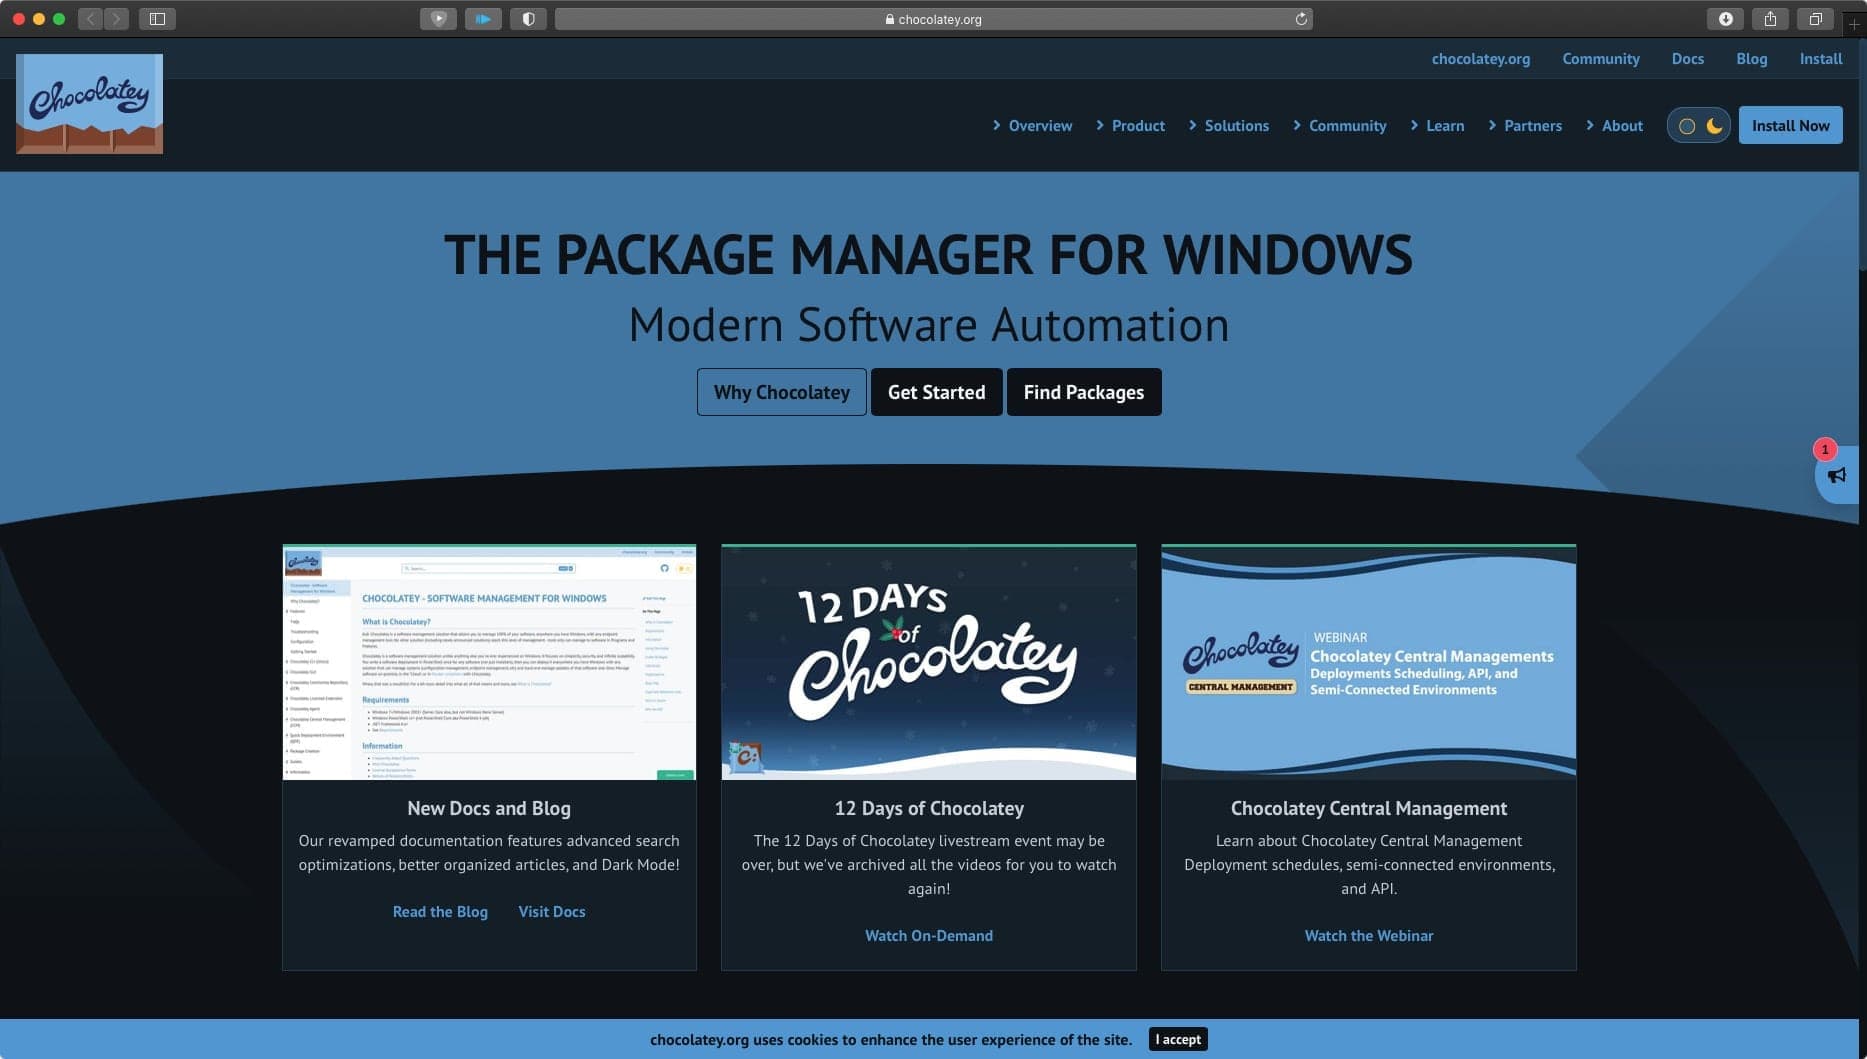 chocolatey.org
chocolatey.org Community Docs Blog Install
Chocolatey
Overview Product Solutions Community Learn Partners About Install Now
THE PACKAGE MANAGER FOR WINDOWS
Modern Software Automation
Why Chocolatey Get Started Find Packages
1
Chocolatey
CHOCOLATEY - SOFTWARE MANAGEMENT FOR WINDOWS
What is Chocolatey?
Requirements
Information
12 DAYS
of
Chocolatey
Chocolatey
CENTRAL MANAGEMENT
WEBINAR
Chocolatey Central Managements
Deployments Scheduling, API, and
Semi-Connected Environments
New Docs and Blog
Our revamped documentation features advanced search
optimizations, better organized articles, and Dark Mode!
Read the Blog Visit Docs
12 Days of Chocolatey
The 12 Days of Chocolatey livestream event may be
over, but we've archived all the videos for you to watch
again!
Watch On-Demand
Chocolatey Central Management
Learn about Chocolatey Central Management
Deployment schedules, semi-connected environments,
and API.
Watch the Webinar
chocolatey.org uses cookies to enhance the user experience of the site. I accept